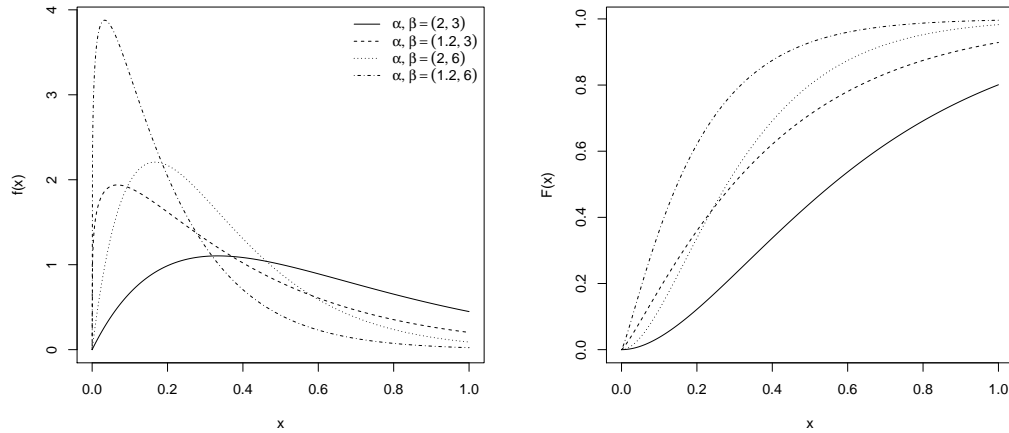 α, β = (2, 3)
α, β = (1.2, 3)
α, β = (2, 6)
α, β = (1.2, 6)
f(x)
0
1
2
3
4
0.0 0.2 0.4 0.6 0.8 1.0
x
F(x)
0.0
0.2
0.4
0.6
0.8
1.0
0.0 0.2 0.4 0.6 0.8 1.0
x